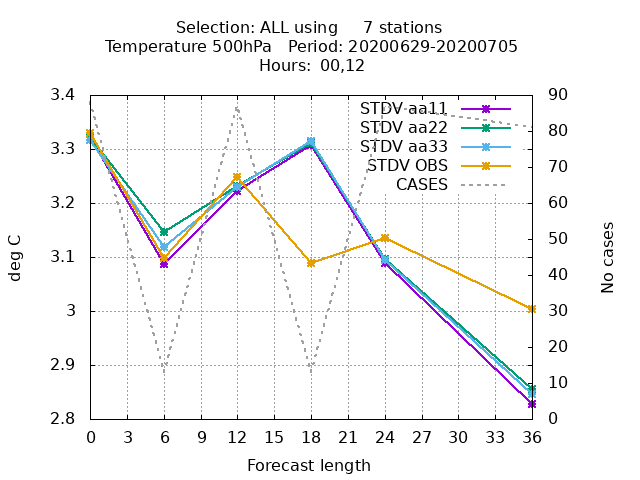 Selection: ALL using 7 stations
Temperature 500hPa Period: 20200629-20200705
Hours: 00,12
STDV aa11
STDV aa22
STDV aa33
STDV OBS
CASES
3.4
3.3
3.2
3.1
3
2.9
2.8
90
80
70
60
50
40
30
20
10
0
deg C
No cases
0 3 6 9 12 15 18 21 24 27 30 33 36
Forecast length